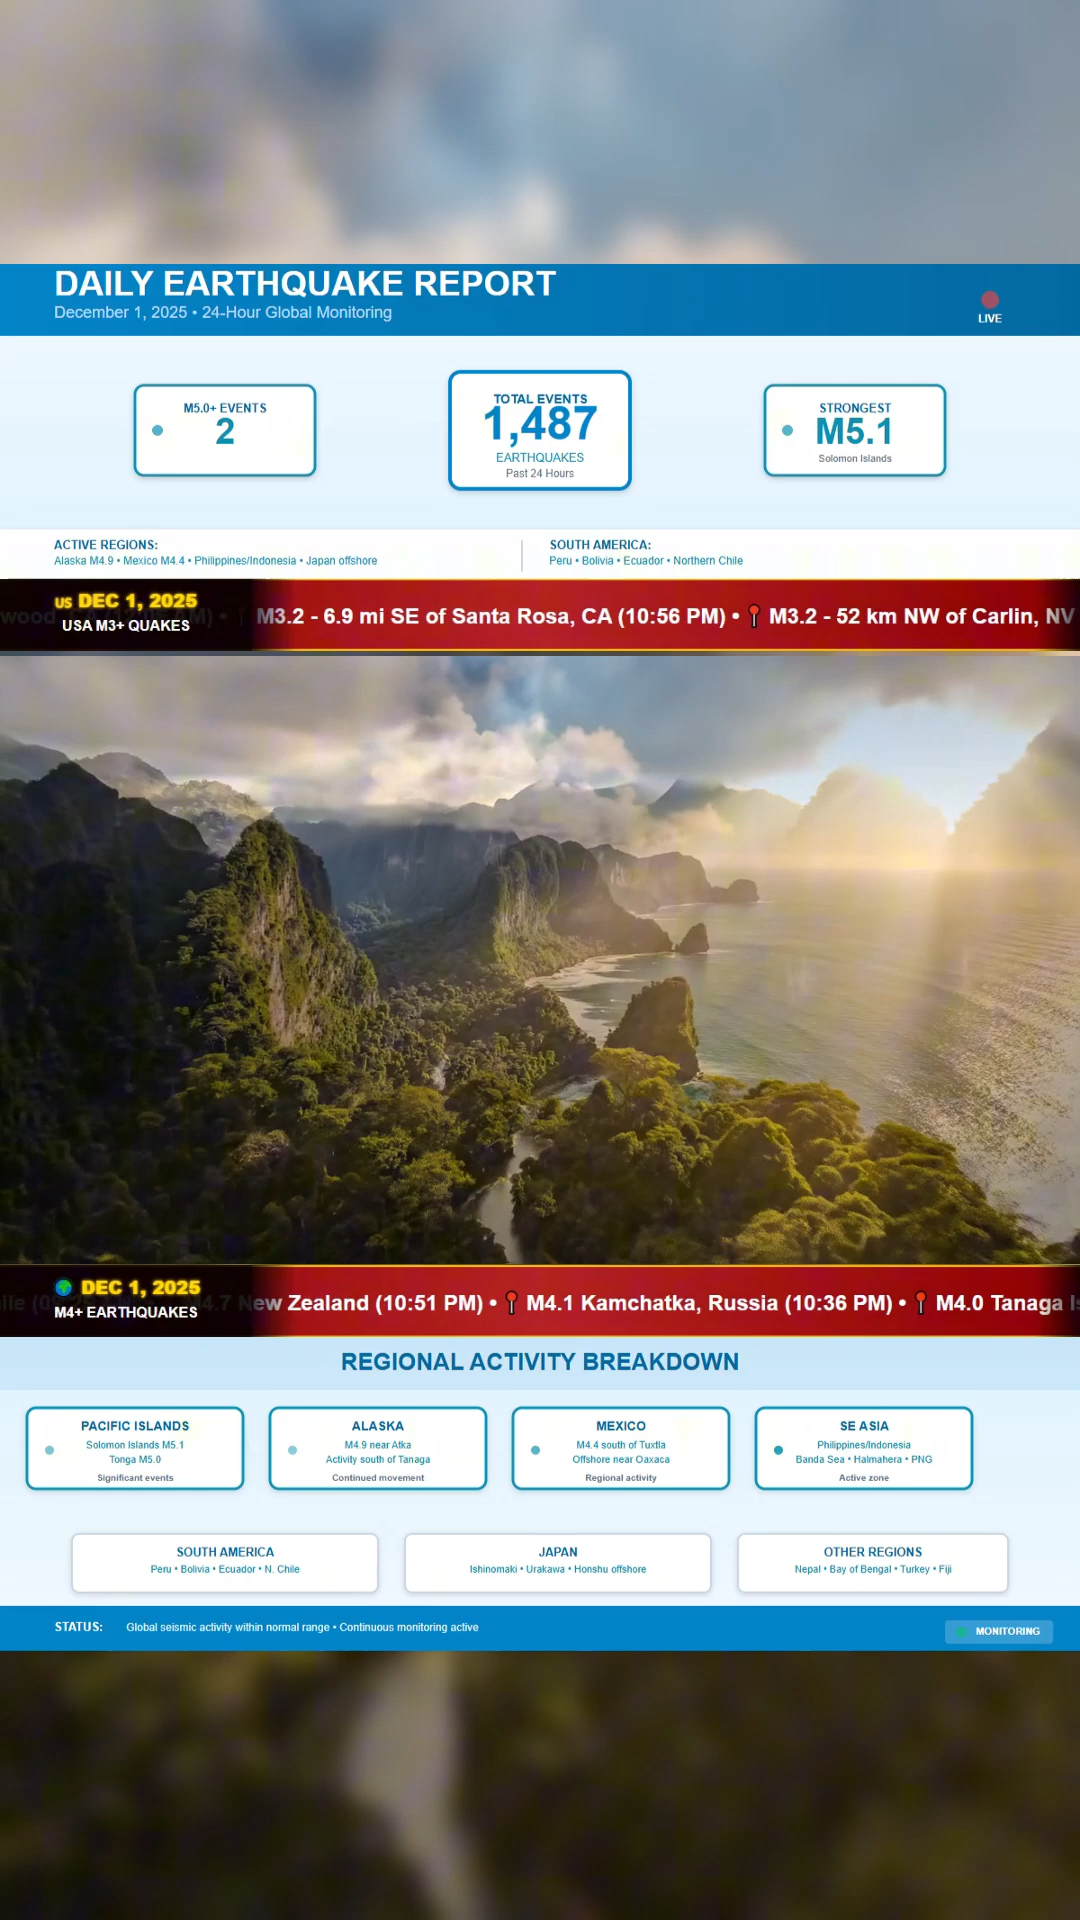 DAILY EARTHQUAKE REPORT
December 1, 2025 • 24-Hour Global Monitoring
LIVE
M5.0+ EVENTS
2
TOTAL EVENTS
1,487
EARTHQUAKES
Past 24 Hours
STRONGEST
M5.1
Solomon Islands
ACTIVE REGIONS:
Alaska M4.9 • Mexico M4.4 • Philippines/Indonesia • Japan offshore
SOUTH AMERICA:
Peru • Bolivia • Ecuador • Northern Chile
US DEC 1, 2025
USA M3+ QUAKES
M3.2 - 6.9 mi SE of Santa Rosa, CA (10:56 PM) • 📍 M3.2 - 52 km NW of Carlin, NV
🌍 DEC 1, 2025
M4+ EARTHQUAKES
New Zealand (10:51 PM) • 📍 M4.1 Kamchatka, Russia (10:36 PM) • 📍 M4.0 Tanaga
REGIONAL ACTIVITY BREAKDOWN
PACIFIC ISLANDS
Solomon Islands M5.1
Tonga M5.0
Significant events
ALASKA
M4.9 near Atka
Activity south of Tanaga
Continued movement
MEXICO
M4.4 south of Tuxtla
Offshore near Oaxaca
Regional activity
SE ASIA
Philippines/Indonesia
Banda Sea • Halmahera • PNG
Active zone
SOUTH AMERICA
Peru • Bolivia • Ecuador • N. Chile
JAPAN
Ishinomaki • Urakawa • Honshu offshore
OTHER REGIONS
Nepal • Bay of Bengal • Turkey • Fiji
STATUS:
Global seismic activity within normal range • Continuous monitoring active
MONITORING